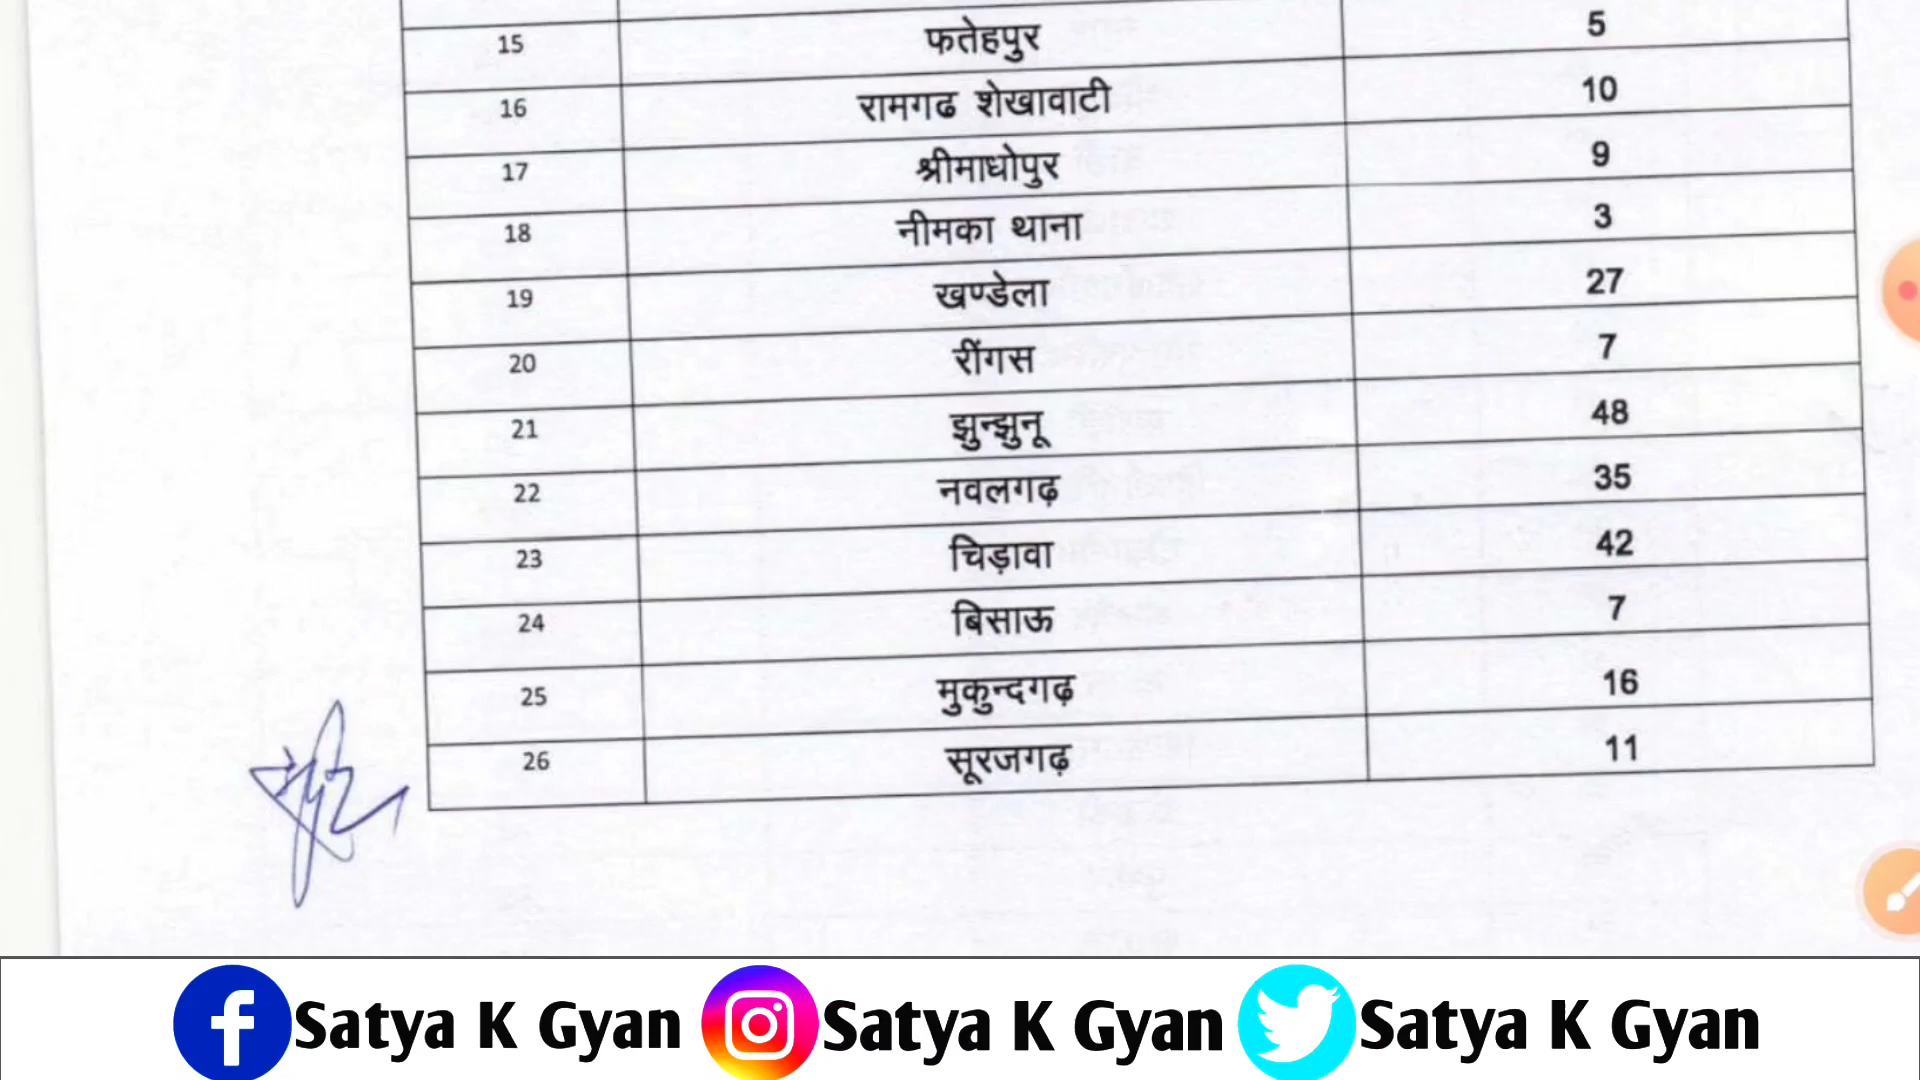 15 फतेहपुर 5
16 रामगढ शेखावाटी 10
17 श्रीमाधोपुर 9
18 नीमका थाना 3
19 खण्डेला 27
20 रींगस 7
21 झुन्झुनू 48
22 नवलगढ़ 35
23 चिड़ावा 42
24 बिसाऊ 7
25 मुकुन्दगढ़ 16
26 सूरजगढ़ 11
Satya K Gyan Satya K Gyan Satya K Gyan